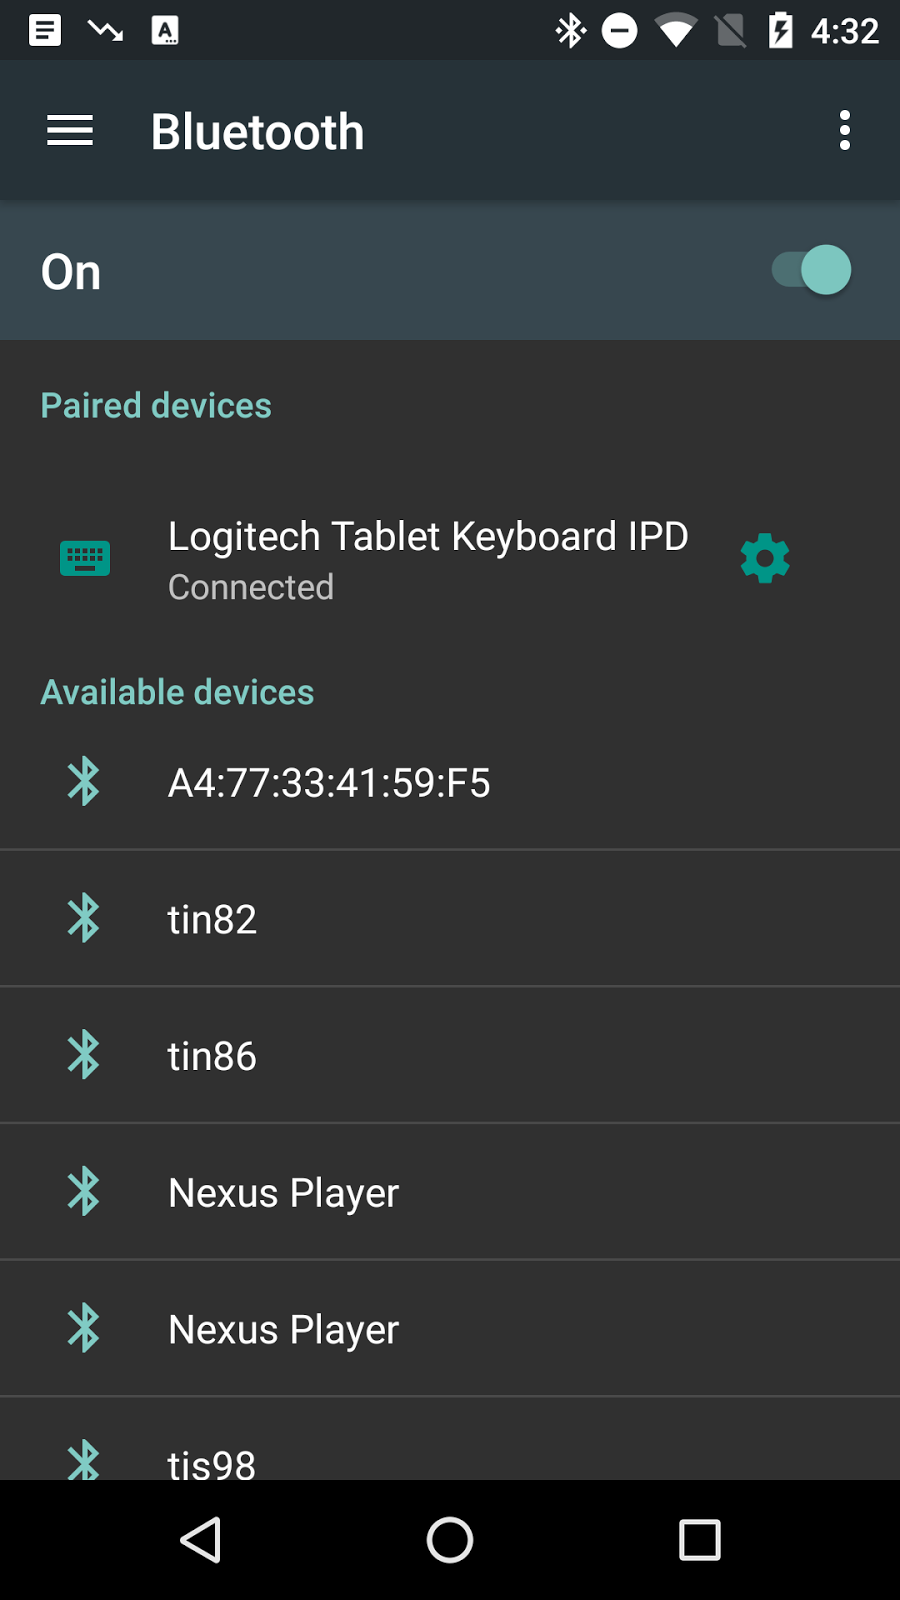 4:32
Bluetooth
On
Paired devices
Logitech Tablet Keyboard IPD
Connected
Available devices
A4:77:33:41:59:F5
tin82
tin86
Nexus Player
Nexus Player
tis98